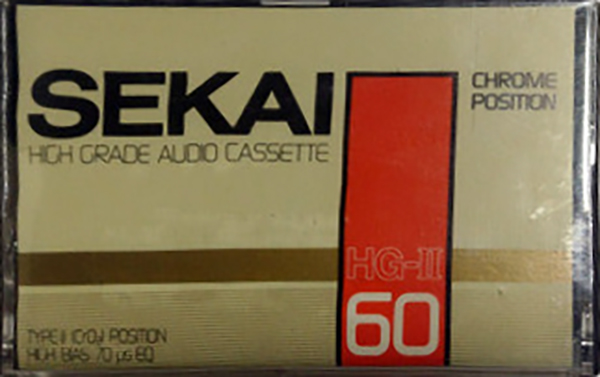 SEKAI
HIGH GRADE AUDIO CASSETTE
CHROME
POSITION
HG-II
60
TYPE II (CrO₂) POSITION
HIGH BIAS 70 μs EQ